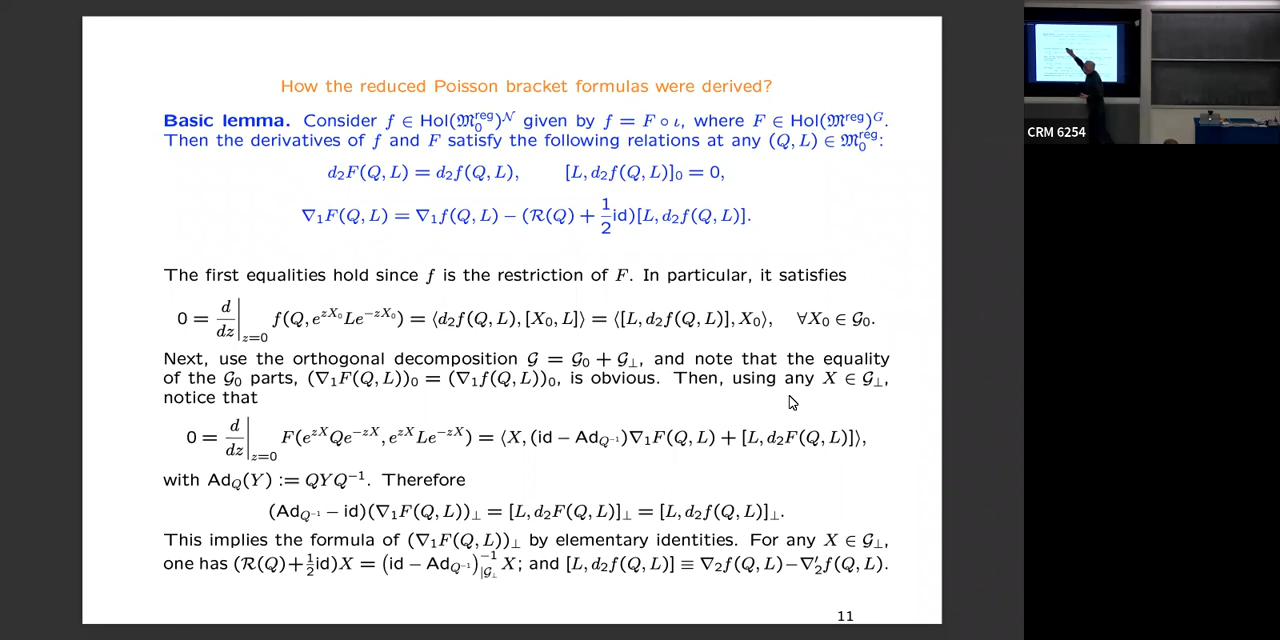 How the reduced Poisson bracket formulas were derived?
Basic lemma. Consider f ∈ Hol(𝔐₀^reg)^𝒩 given by f = F ∘ ι, where F ∈ Hol(𝔐^reg)^G.
Then the derivatives of f and F satisfy the following relations at any (Q, L) ∈ 𝔐₀^reg:
d₂F(Q, L) = d₂f(Q, L), [L, d₂f(Q, L)]₀ = 0,
∇₁F(Q, L) = ∇₁f(Q, L) − (ℛ(Q) + 1/2 id)[L, d₂f(Q, L)].
The first equalities hold since f is the restriction of F. In particular, it satisfies
0 = d/dz|_{z=0} f(Q, e^{zX₀}Le^{−zX₀}) = ⟨d₂f(Q, L), [X₀, L]⟩ = ⟨[L, d₂f(Q, L)], X₀⟩, ∀X₀ ∈ 𝒢₀.
Next, use the orthogonal decomposition 𝒢 = 𝒢₀ + 𝒢_⊥, and note that the equality
of the 𝒢₀ parts, (∇₁F(Q, L))₀ = (∇₁f(Q, L))₀, is obvious. Then, using any X ∈ 𝒢_⊥,
notice that
0 = d/dz|_{z=0} F(e^{zX}Qe^{−zX}, e^{zX}Le^{−zX}) = ⟨X, (id − Ad_{Q⁻¹})∇₁F(Q, L) + [L, d₂F(Q, L)]⟩,
with Ad_Q(Y) := QYQ⁻¹. Therefore
(Ad_{Q⁻¹} − id)(∇₁F(Q, L))_⊥ = [L, d₂F(Q, L)]_⊥ = [L, d₂f(Q, L)]_⊥.
This implies the formula of (∇₁F(Q, L))_⊥ by elementary identities. For any X ∈ 𝒢_⊥,
one has (ℛ(Q)+½id)X = (id − Ad_{Q⁻¹})⁻¹_{|𝒢_⊥} X; and [L, d₂f(Q, L)] ≡ ∇₂f(Q, L)−∇₂′f(Q, L).
11
CRM 6254